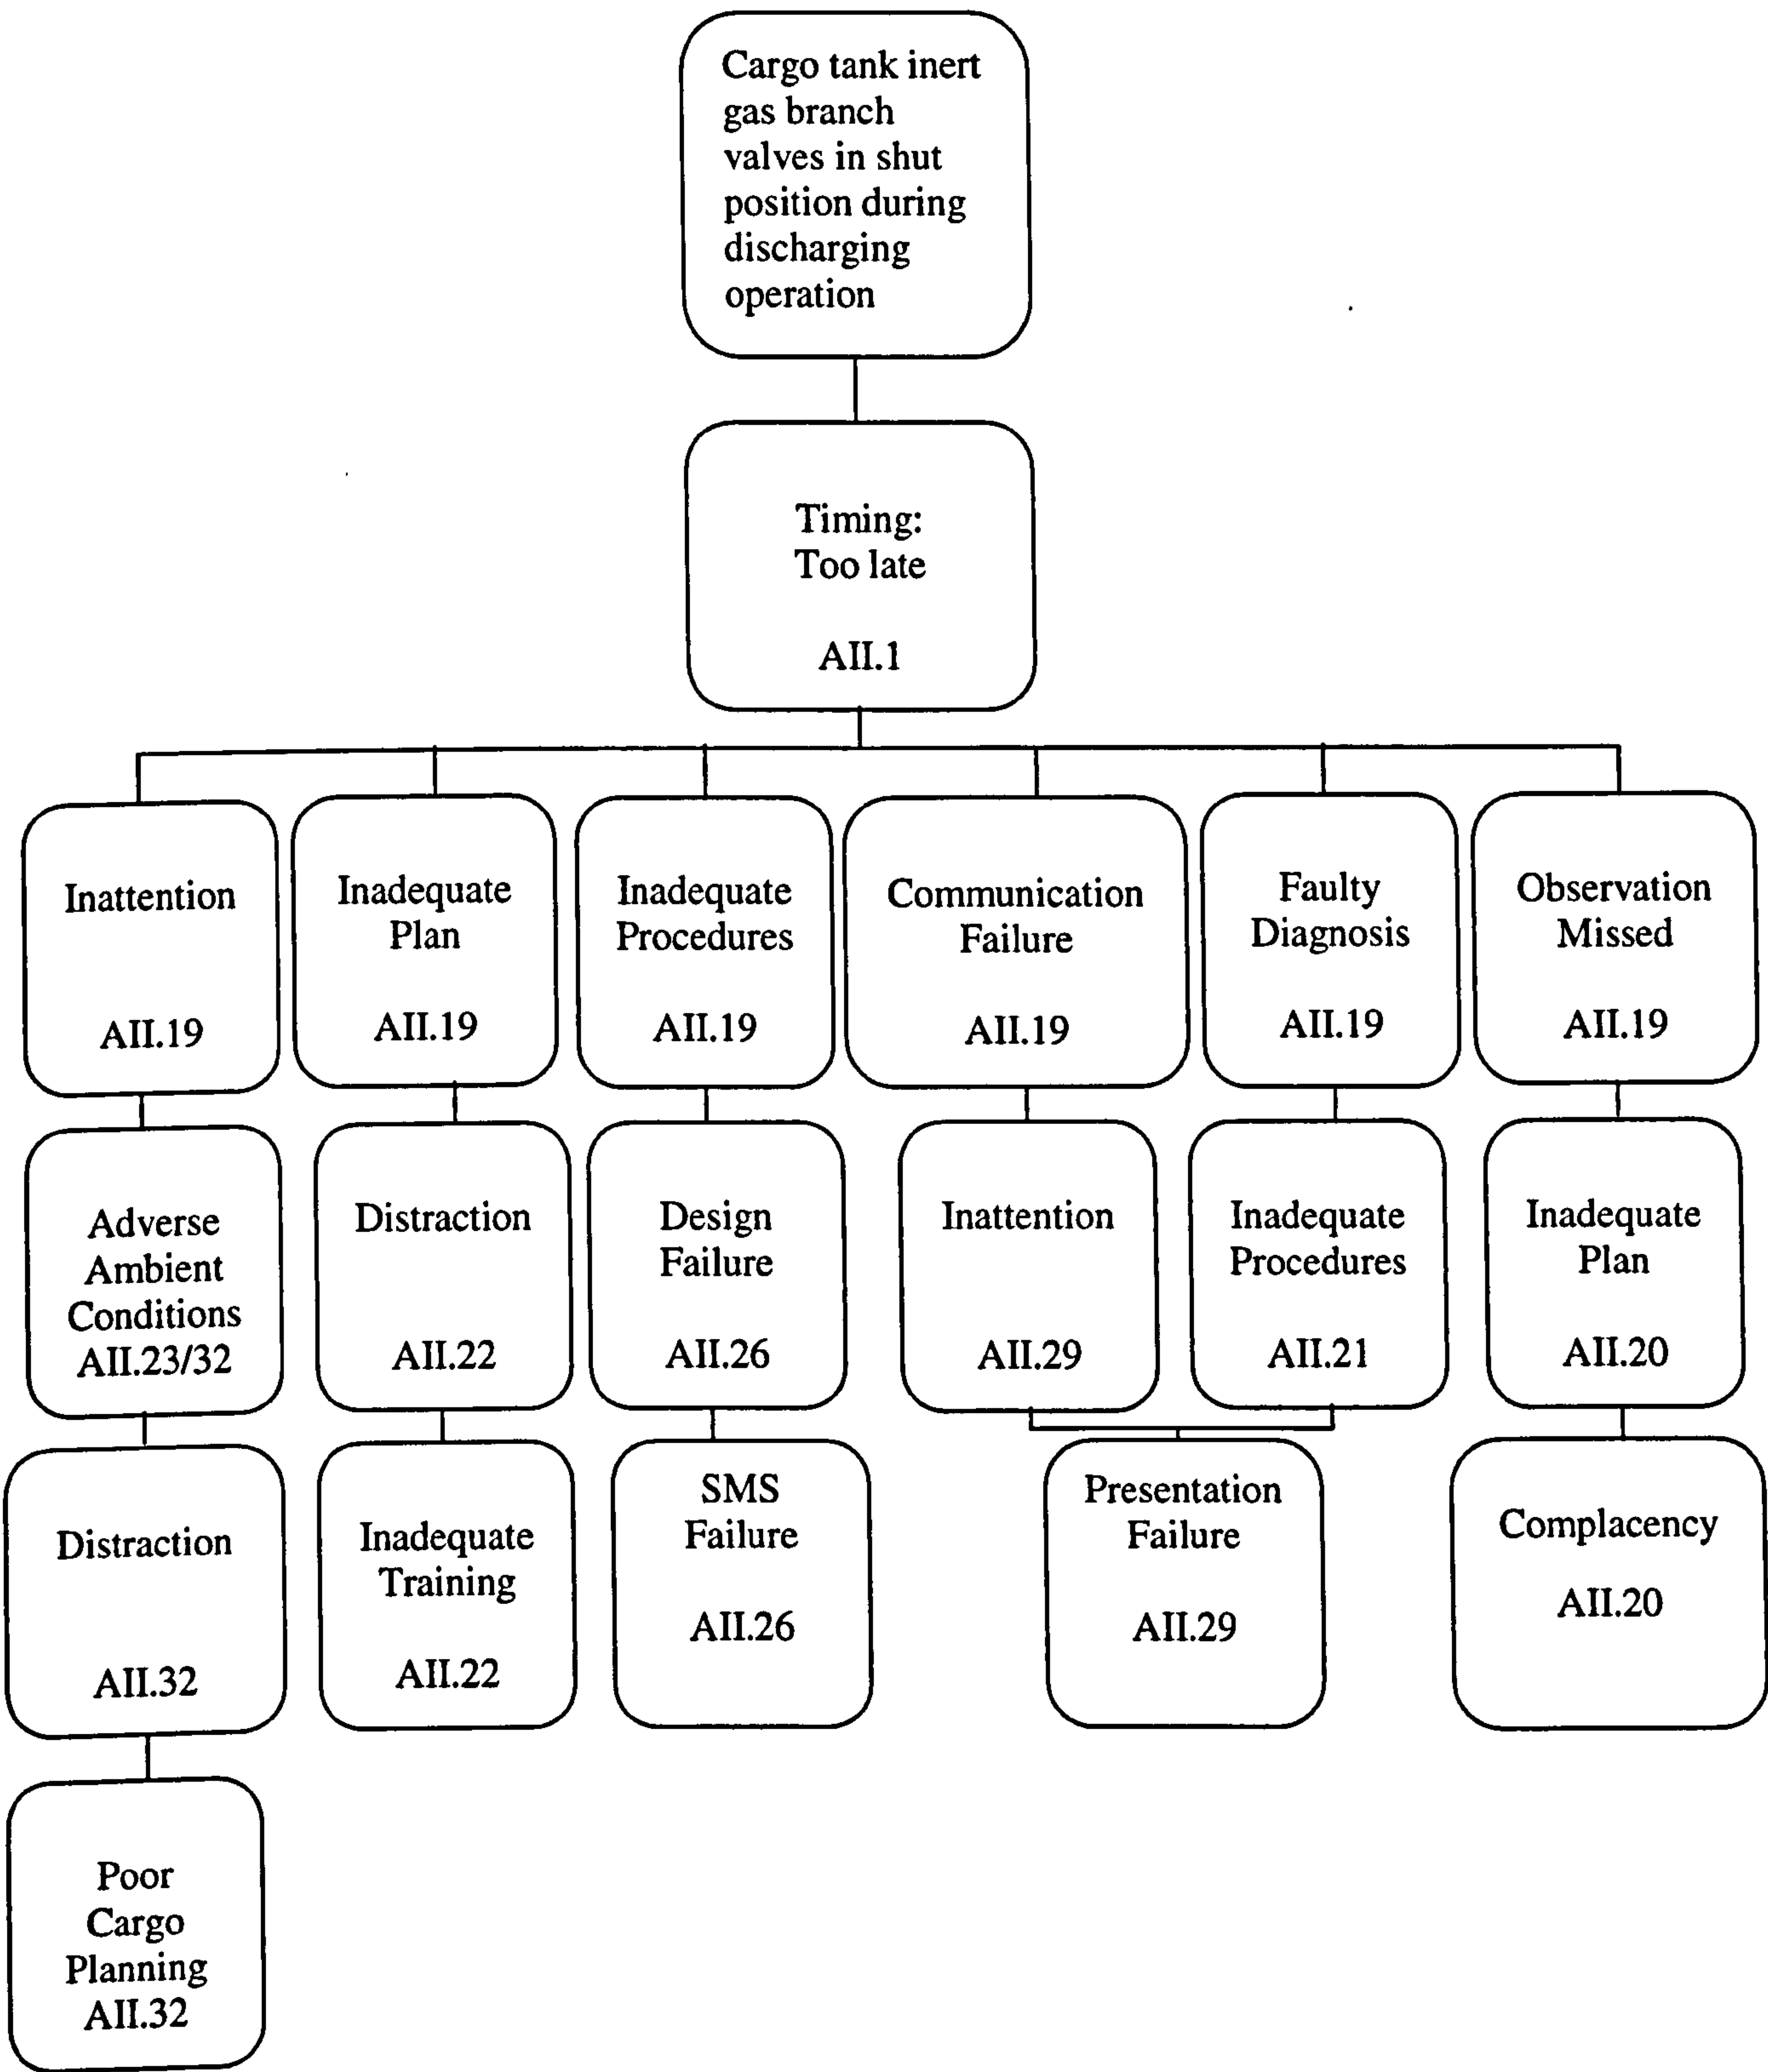 Cargo tank inert
gas branch
valves in shut
position during
discharging
operation
Timing:
Too late
AII.1
Inattention
AII.19
Inadequate
Plan
AII.19
Inadequate
Procedures
AII.19
Communication
Failure
AII.19
Faulty
Diagnosis
AII.19
Observation
Missed
AII.19
Adverse
Ambient
Conditions
AII.23/32
Distraction
AII.22
Design
Failure
AII.26
Inattention
AII.29
Inadequate
Procedures
AII.21
Inadequate
Plan
AII.20
Distraction
AII.32
Inadequate
Training
AII.22
SMS
Failure
AII.26
Presentation
Failure
AII.29
Complacency
AII.20
Poor
Cargo
Planning
AII.32